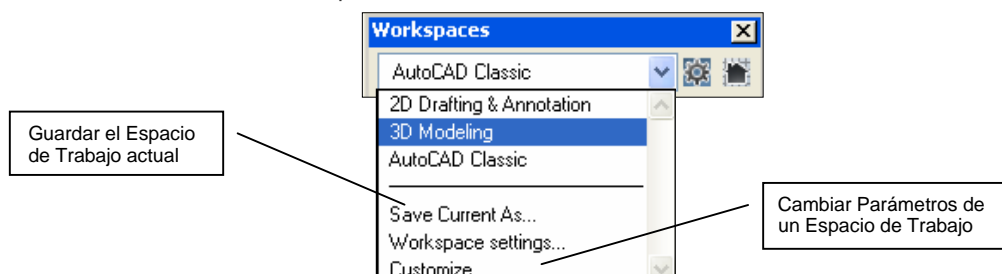 Workspaces
AutoCAD Classic
2D Drafting & Annotation
3D Modeling
AutoCAD Classic
Guardar el Espacio
de Trabajo actual
Save Current As...
Workspace settings...
Customize
Cambiar Parámetros de
un Espacio de Trabajo